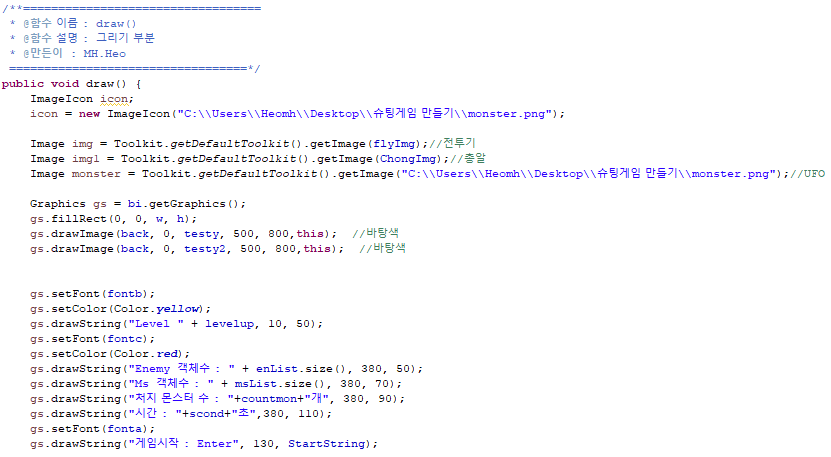 /**==================================
 * @함수 이름 : draw()
 * @함수 설명 : 그리기 부분
 * @만든이 : MH.Heo
 ==================================*/
public void draw() {
    ImageIcon icon;
    icon = new ImageIcon("C:\\Users\\Heomh\\Desktop\\슈팅게임 만들기\\monster.png");
    Image img = Toolkit.getDefaultToolkit().getImage(flyImg);//전투기
    Image img1 = Toolkit.getDefaultToolkit().getImage(ChongImg);//총알
    Image monster = Toolkit.getDefaultToolkit().getImage("C:\\Users\\Heomh\\Desktop\\슈팅게임 만들기\\monster.png");//UFO
    Graphics gs = bi.getGraphics();
    gs.fillRect(0, 0, w, h);
    gs.drawImage(back, 0, testy, 500, 800,this);  //바탕색
    gs.drawImage(back, 0, testy2, 500, 800,this);  //바탕색
    gs.setFont(fontb);
    gs.setColor(Color.yellow);
    gs.drawString("Level " + levelup, 10, 50);
    gs.setFont(fontc);
    gs.setColor(Color.red);
    gs.drawString("Enemy 객체수 : " + enList.size(), 380, 50);
    gs.drawString("Ms 객체수 : " + msList.size(), 380, 70);
    gs.drawString("처지 몬스터 수 : "+countmon+"개", 380, 90);
    gs.drawString("시간 : "+scond+"초",380, 110);
    gs.setFont(fonta);
    gs.drawString("게임시작 : Enter", 130, StartString);